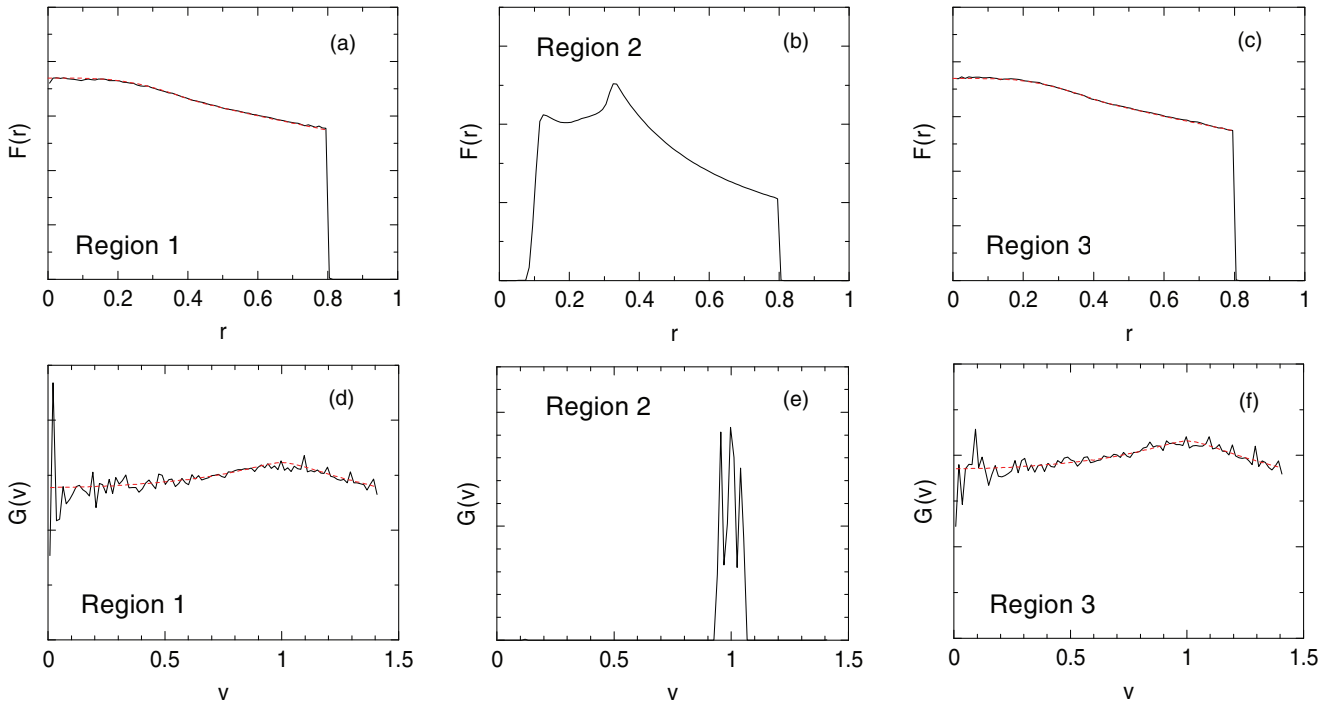 (a)
Region 1
F(r)
0 0.2 0.4 0.6 0.8 1
r
(b)
Region 2
F(r)
0 0.2 0.4 0.6 0.8 1
r
(c)
Region 3
F(r)
0 0.2 0.4 0.6 0.8 1
r
(d)
Region 1
G(v)
0 0.5 1 1.5
v
(e)
Region 2
G(v)
0 0.5 1 1.5
v
(f)
Region 3
G(v)
0 0.5 1 1.5
v